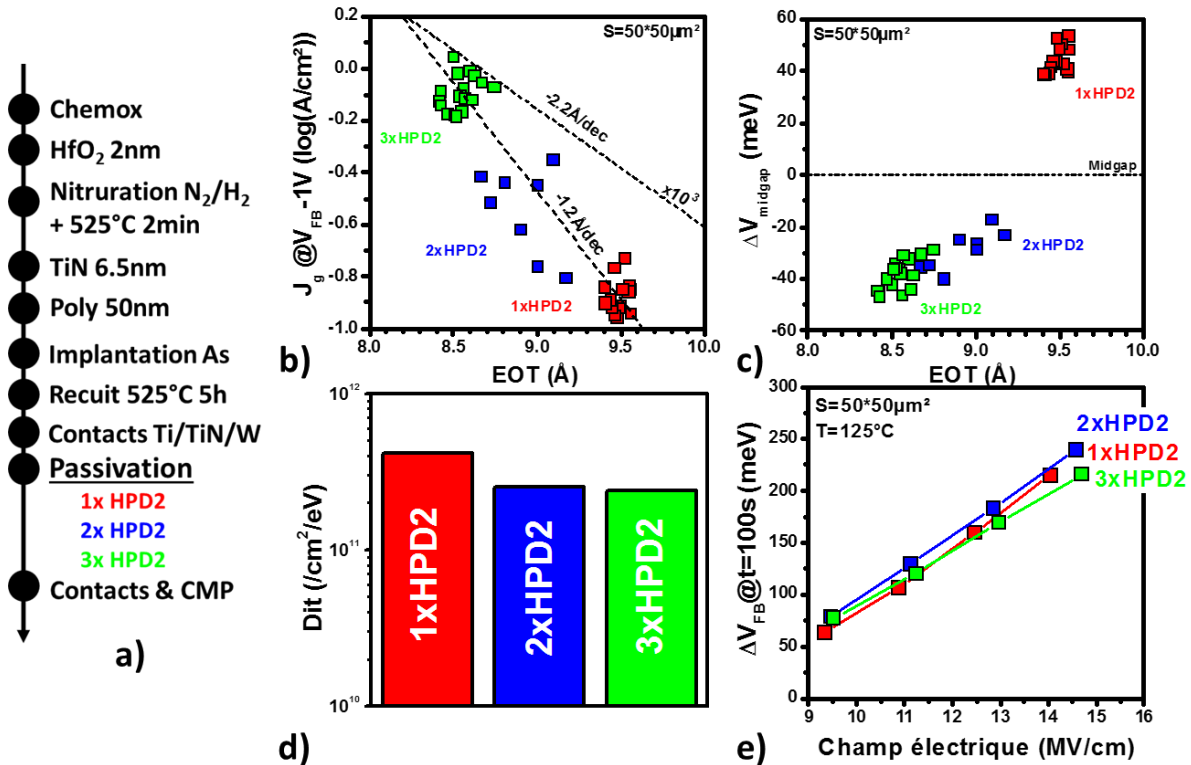 Chemox
HfO₂ 2nm
Nitruration N₂/H₂
+ 525°C 2min
TiN 6.5nm
Poly 50nm
Implantation As
Recuit 525°C 5h
Contacts Ti/TiN/W
Passivation
1x HPD2
2x HPD2
3x HPD2
Contacts & CMP
a)
0.2
0.0
-0.2
-0.4
-0.6
-0.8
-1.0
J_g @V_FB -1V (log(A/cm²))
S=50*50µm²
-2.2Å/dec
3xHPD2
x10³
-1.2Å/dec
2xHPD2
1xHPD2
8.0 8.5 9.0 9.5 10.0
EOT (Å)
b)
60
40
20
0
-20
-40
-60
ΔV_midgap (meV)
S=50*50µm²
1xHPD2
Midgap
2xHPD2
3xHPD2
8.0 8.5 9.0 9.5 10.0
EOT (Å)
c)
10¹²
10¹¹
10¹⁰
Dit (/cm²/eV)
1xHPD2
2xHPD2
3xHPD2
d)
300
250
200
150
100
50
0
ΔV_FB@t=100s (meV)
S=50*50µm²
T=125°C
2xHPD2
1xHPD2
3xHPD2
9 10 11 12 13 14 15 16
Champ électrique (MV/cm)
e)